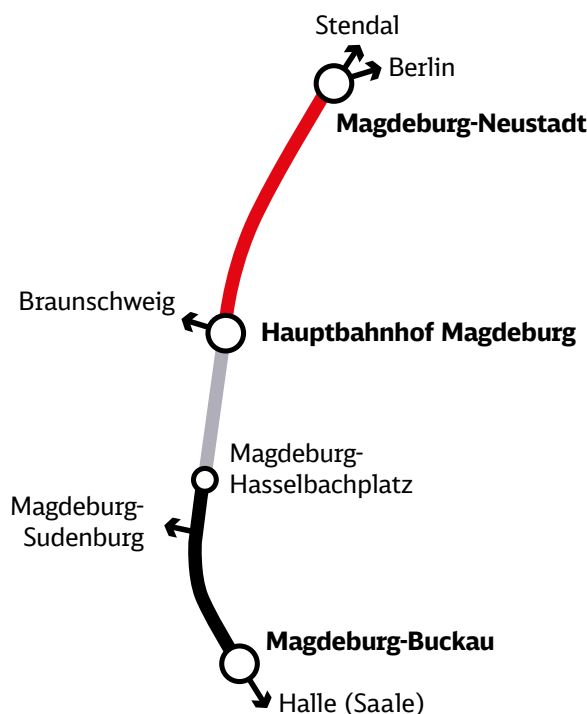 Stendal
Berlin
Magdeburg-Neustadt
Braunschweig
Hauptbahnhof Magdeburg
Magdeburg-
Hasselbachplatz
Magdeburg-
Sudenburg
Magdeburg-Buckau
Halle (Saale)